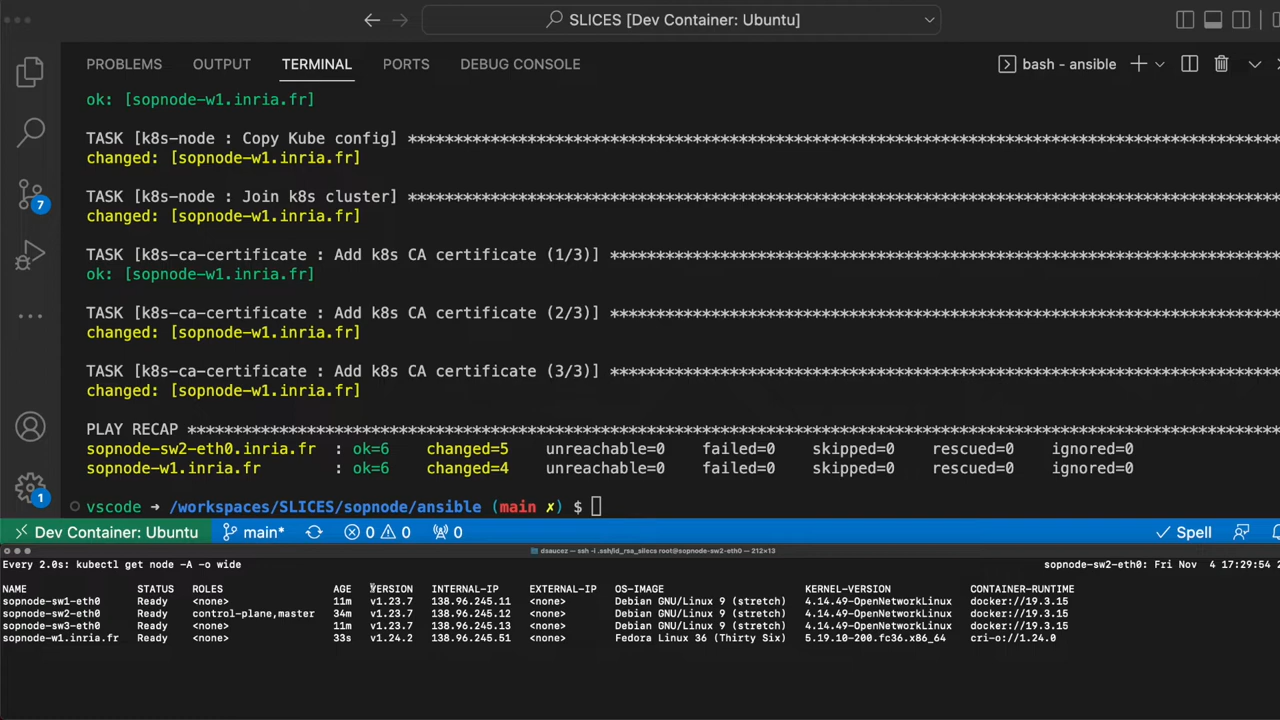 SLICES [Dev Container: Ubuntu]
PROBLEMS OUTPUT TERMINAL PORTS DEBUG CONSOLE bash - ansible
ok: [sopnode-w1.inria.fr]
TASK [k8s-node : Copy Kube config] ***************************************************************************************
changed: [sopnode-w1.inria.fr]
TASK [k8s-node : Join k8s cluster] ***************************************************************************************
changed: [sopnode-w1.inria.fr]
TASK [k8s-ca-certificate : Add k8s CA certificate (1/3)] *****************************************************************
ok: [sopnode-w1.inria.fr]
TASK [k8s-ca-certificate : Add k8s CA certificate (2/3)] *****************************************************************
changed: [sopnode-w1.inria.fr]
TASK [k8s-ca-certificate : Add k8s CA certificate (3/3)] *****************************************************************
changed: [sopnode-w1.inria.fr]
PLAY RECAP ***************************************************************************************************************
sopnode-sw2-eth0.inria.fr : ok=6 changed=5 unreachable=0 failed=0 skipped=0 rescued=0 ignored=0
sopnode-w1.inria.fr : ok=6 changed=4 unreachable=0 failed=0 skipped=0 rescued=0 ignored=0
7
1
vscode ➜ /workspaces/SLICES/sopnode/ansible (main ✗) $
Dev Container: Ubuntu main* 0 0 0 Spell
dsaucez — ssh -i .ssh/id_rsa_silecs root@sopnode-sw2-eth0 — 212×13
Every 2.0s: kubectl get node -A -o wide sopnode-sw2-eth0: Fri Nov 4 17:29:54 2
NAME STATUS ROLES AGE VERSION INTERNAL-IP EXTERNAL-IP OS-IMAGE KERNEL-VERSION CONTAINER-RUNTIME
sopnode-sw1-eth0 Ready <none> 11m v1.23.7 138.96.245.11 <none> Debian GNU/Linux 9 (stretch) 4.14.49-OpenNetworkLinux docker://19.3.15
sopnode-sw2-eth0 Ready control-plane,master 34m v1.23.7 138.96.245.12 <none> Debian GNU/Linux 9 (stretch) 4.14.49-OpenNetworkLinux docker://19.3.15
sopnode-sw3-eth0 Ready <none> 11m v1.23.7 138.96.245.13 <none> Debian GNU/Linux 9 (stretch) 4.14.49-OpenNetworkLinux docker://19.3.15
sopnode-w1.inria.fr Ready <none> 33s v1.24.2 138.96.245.51 <none> Fedora Linux 36 (Thirty Six) 5.19.10-200.fc36.x86_64 cri-o://1.24.0